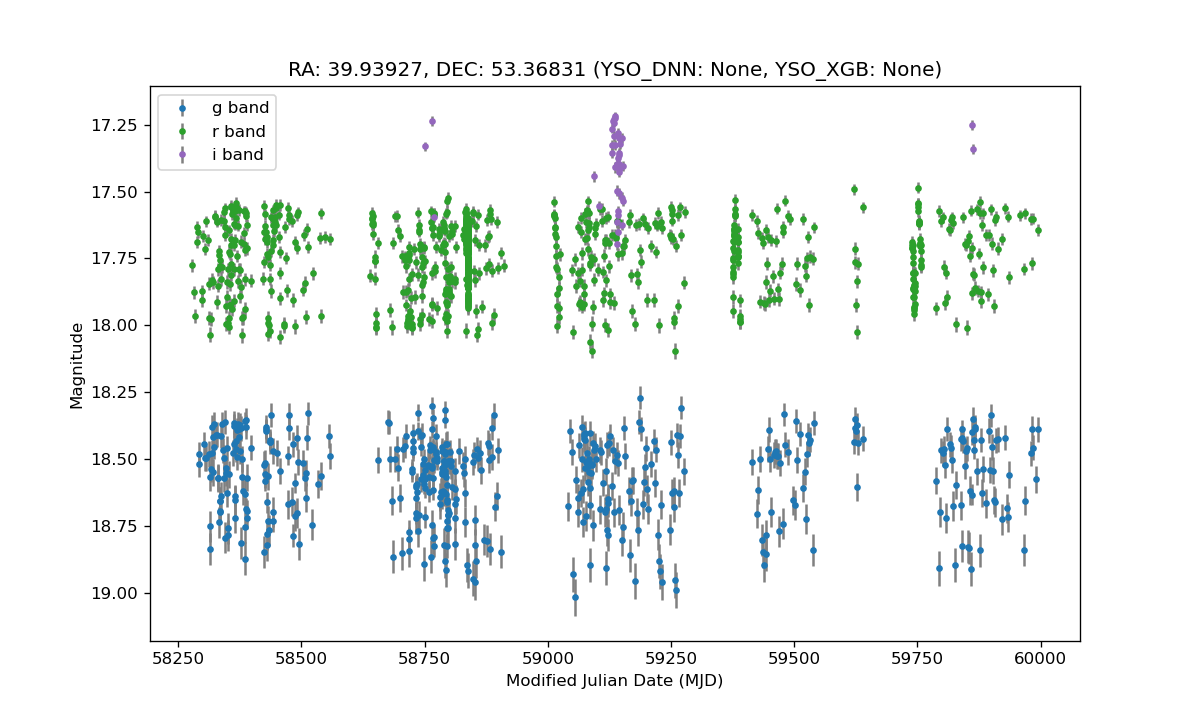 RA: 39.93927, DEC: 53.36831 (YSO_DNN: None, YSO_XGB: None)
g band
r band
i band
17.25
17.50
17.75
18.00
18.25
18.50
18.75
19.00
Magnitude
58250 58500 58750 59000 59250 59500 59750 60000
Modified Julian Date (MJD)